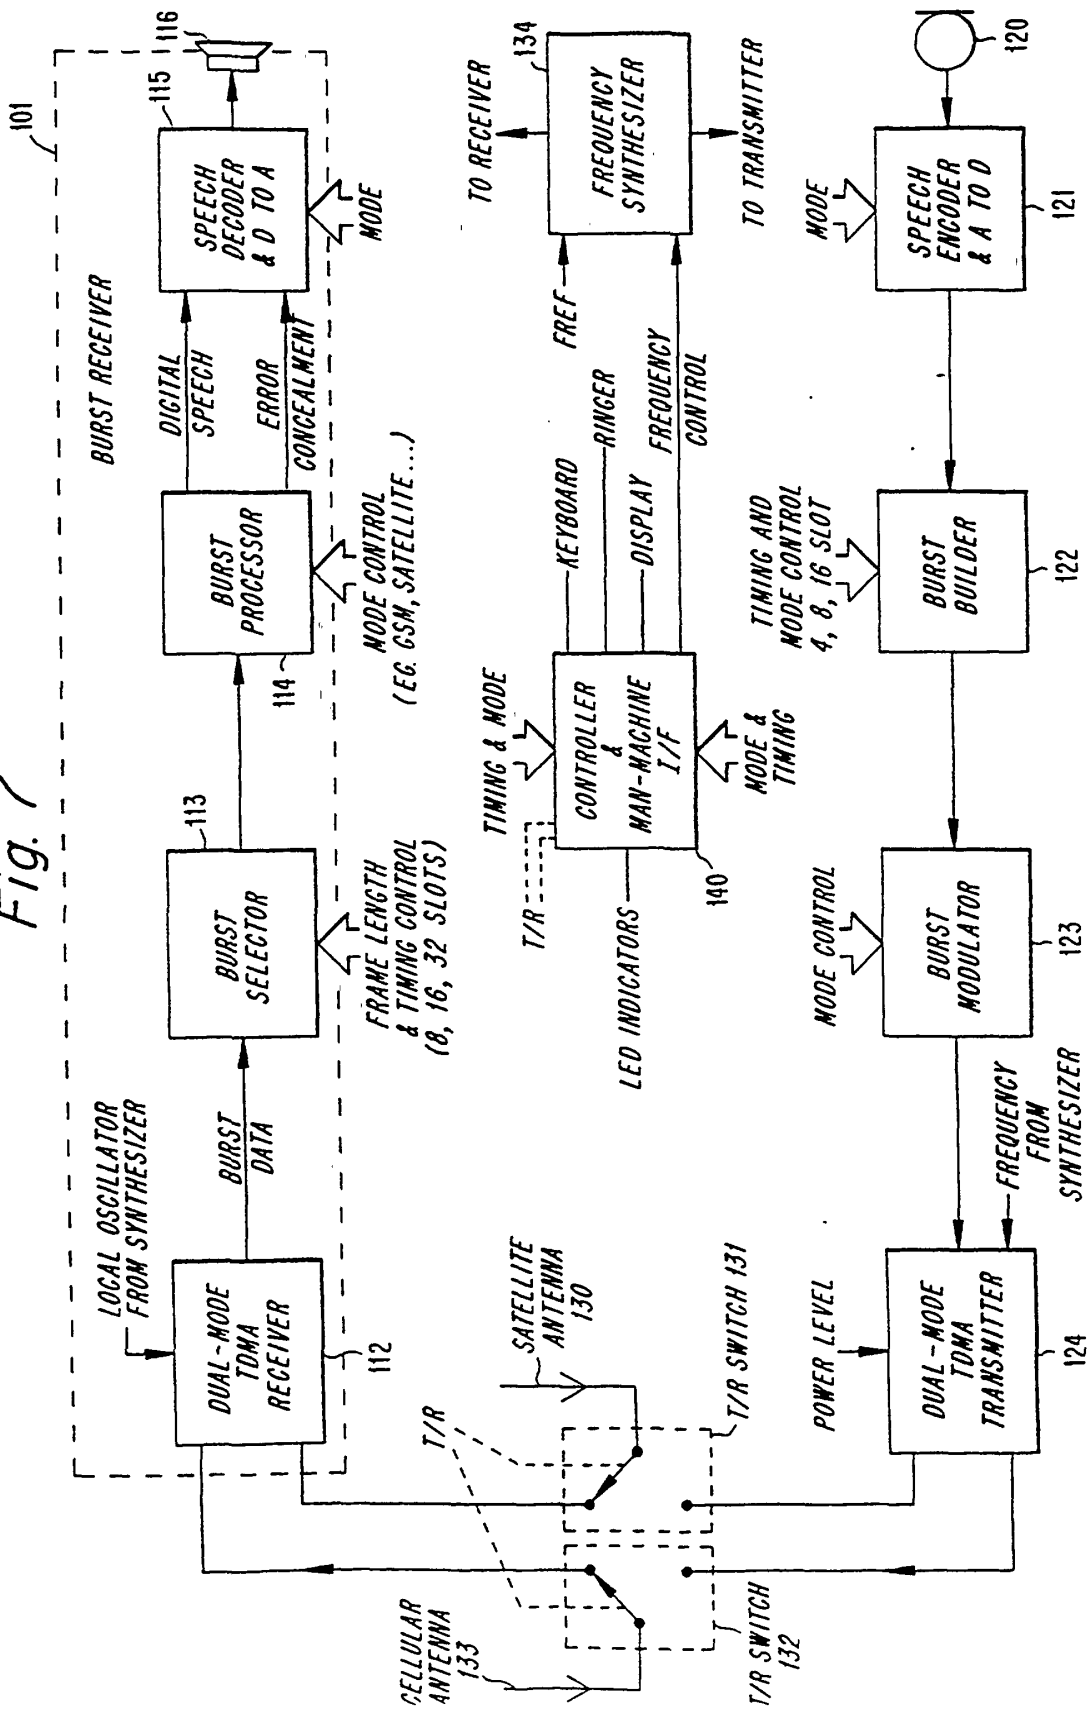 Fig. 7
101
BURST RECEIVER
LOCAL OSCILLATOR
FROM SYNTHESIZER
DUAL-MODE
TDMA
RECEIVER
112
BURST
DATA
BURST
SELECTOR
113
FRAME LENGTH
& TIMING CONTROL
(8, 16, 32 SLOTS)
BURST
PROCESSOR
114
MODE CONTROL
(EG. GSM, SATELLITE...)
DIGITAL
SPEECH
ERROR
CONCEALMENT
SPEECH
DECODER
& D TO A
115
MODE
116
CELLULAR
ANTENNA
133
T/R
SATELLITE
ANTENNA
130
T/R SWITCH 131
T/R SWITCH
132
T/R
TIMING & MODE
CONTROLLER
&
MAN-MACHINE
I/F
140
LED INDICATORS
MODE &
TIMING
KEYBOARD
RINGER
DISPLAY
FREQUENCY
CONTROL
FREF
TO RECEIVER
FREQUENCY
SYNTHESIZER
134
TO TRANSMITTER
POWER LEVEL
DUAL-MODE
TDMA
TRANSMITTER
124
FREQUENCY
FROM
SYNTHESIZER
MODE CONTROL
BURST
MODULATOR
123
TIMING AND
MODE CONTROL
4, 8, 16 SLOT
BURST
BUILDER
122
MODE
SPEECH
ENCODER
& A TO D
121
120